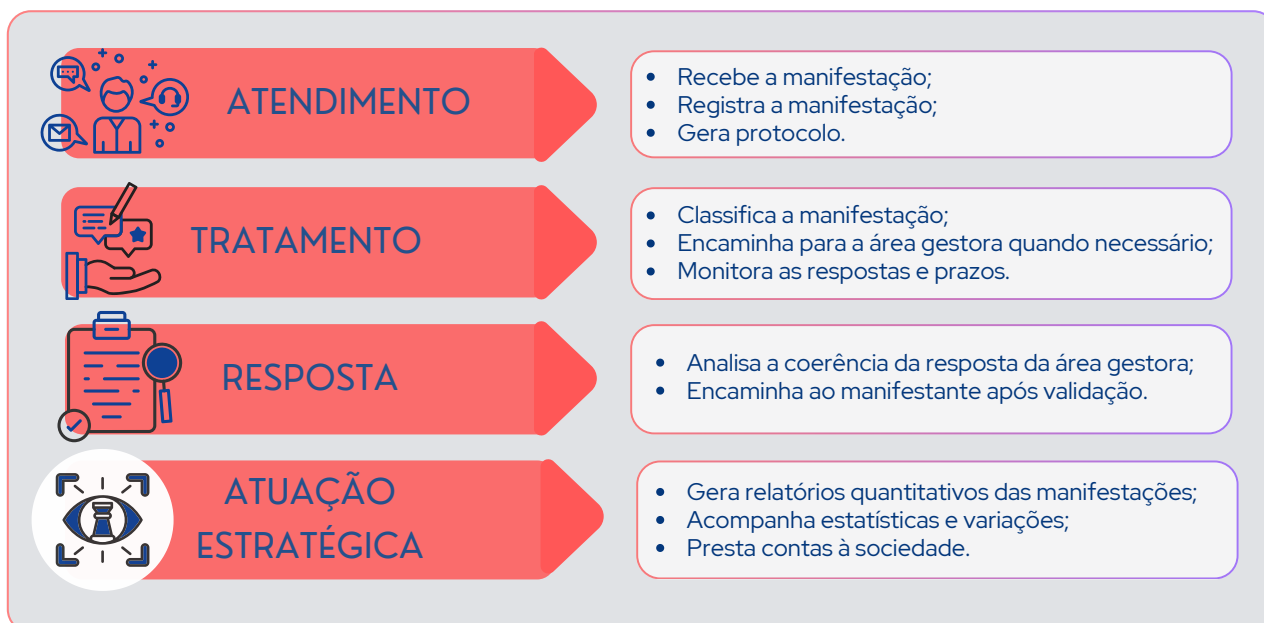 ATENDIMENTO
• Recebe a manifestação;
• Registra a manifestação;
• Gera protocolo.
TRATAMENTO
• Classifica a manifestação;
• Encaminha para a área gestora quando necessário;
• Monitora as respostas e prazos.
RESPOSTA
• Analisa a coerência da resposta da área gestora;
• Encaminha ao manifestante após validação.
ATUAÇÃO
ESTRATÉGICA
• Gera relatórios quantitativos das manifestações;
• Acompanha estatísticas e variações;
• Presta contas à sociedade.